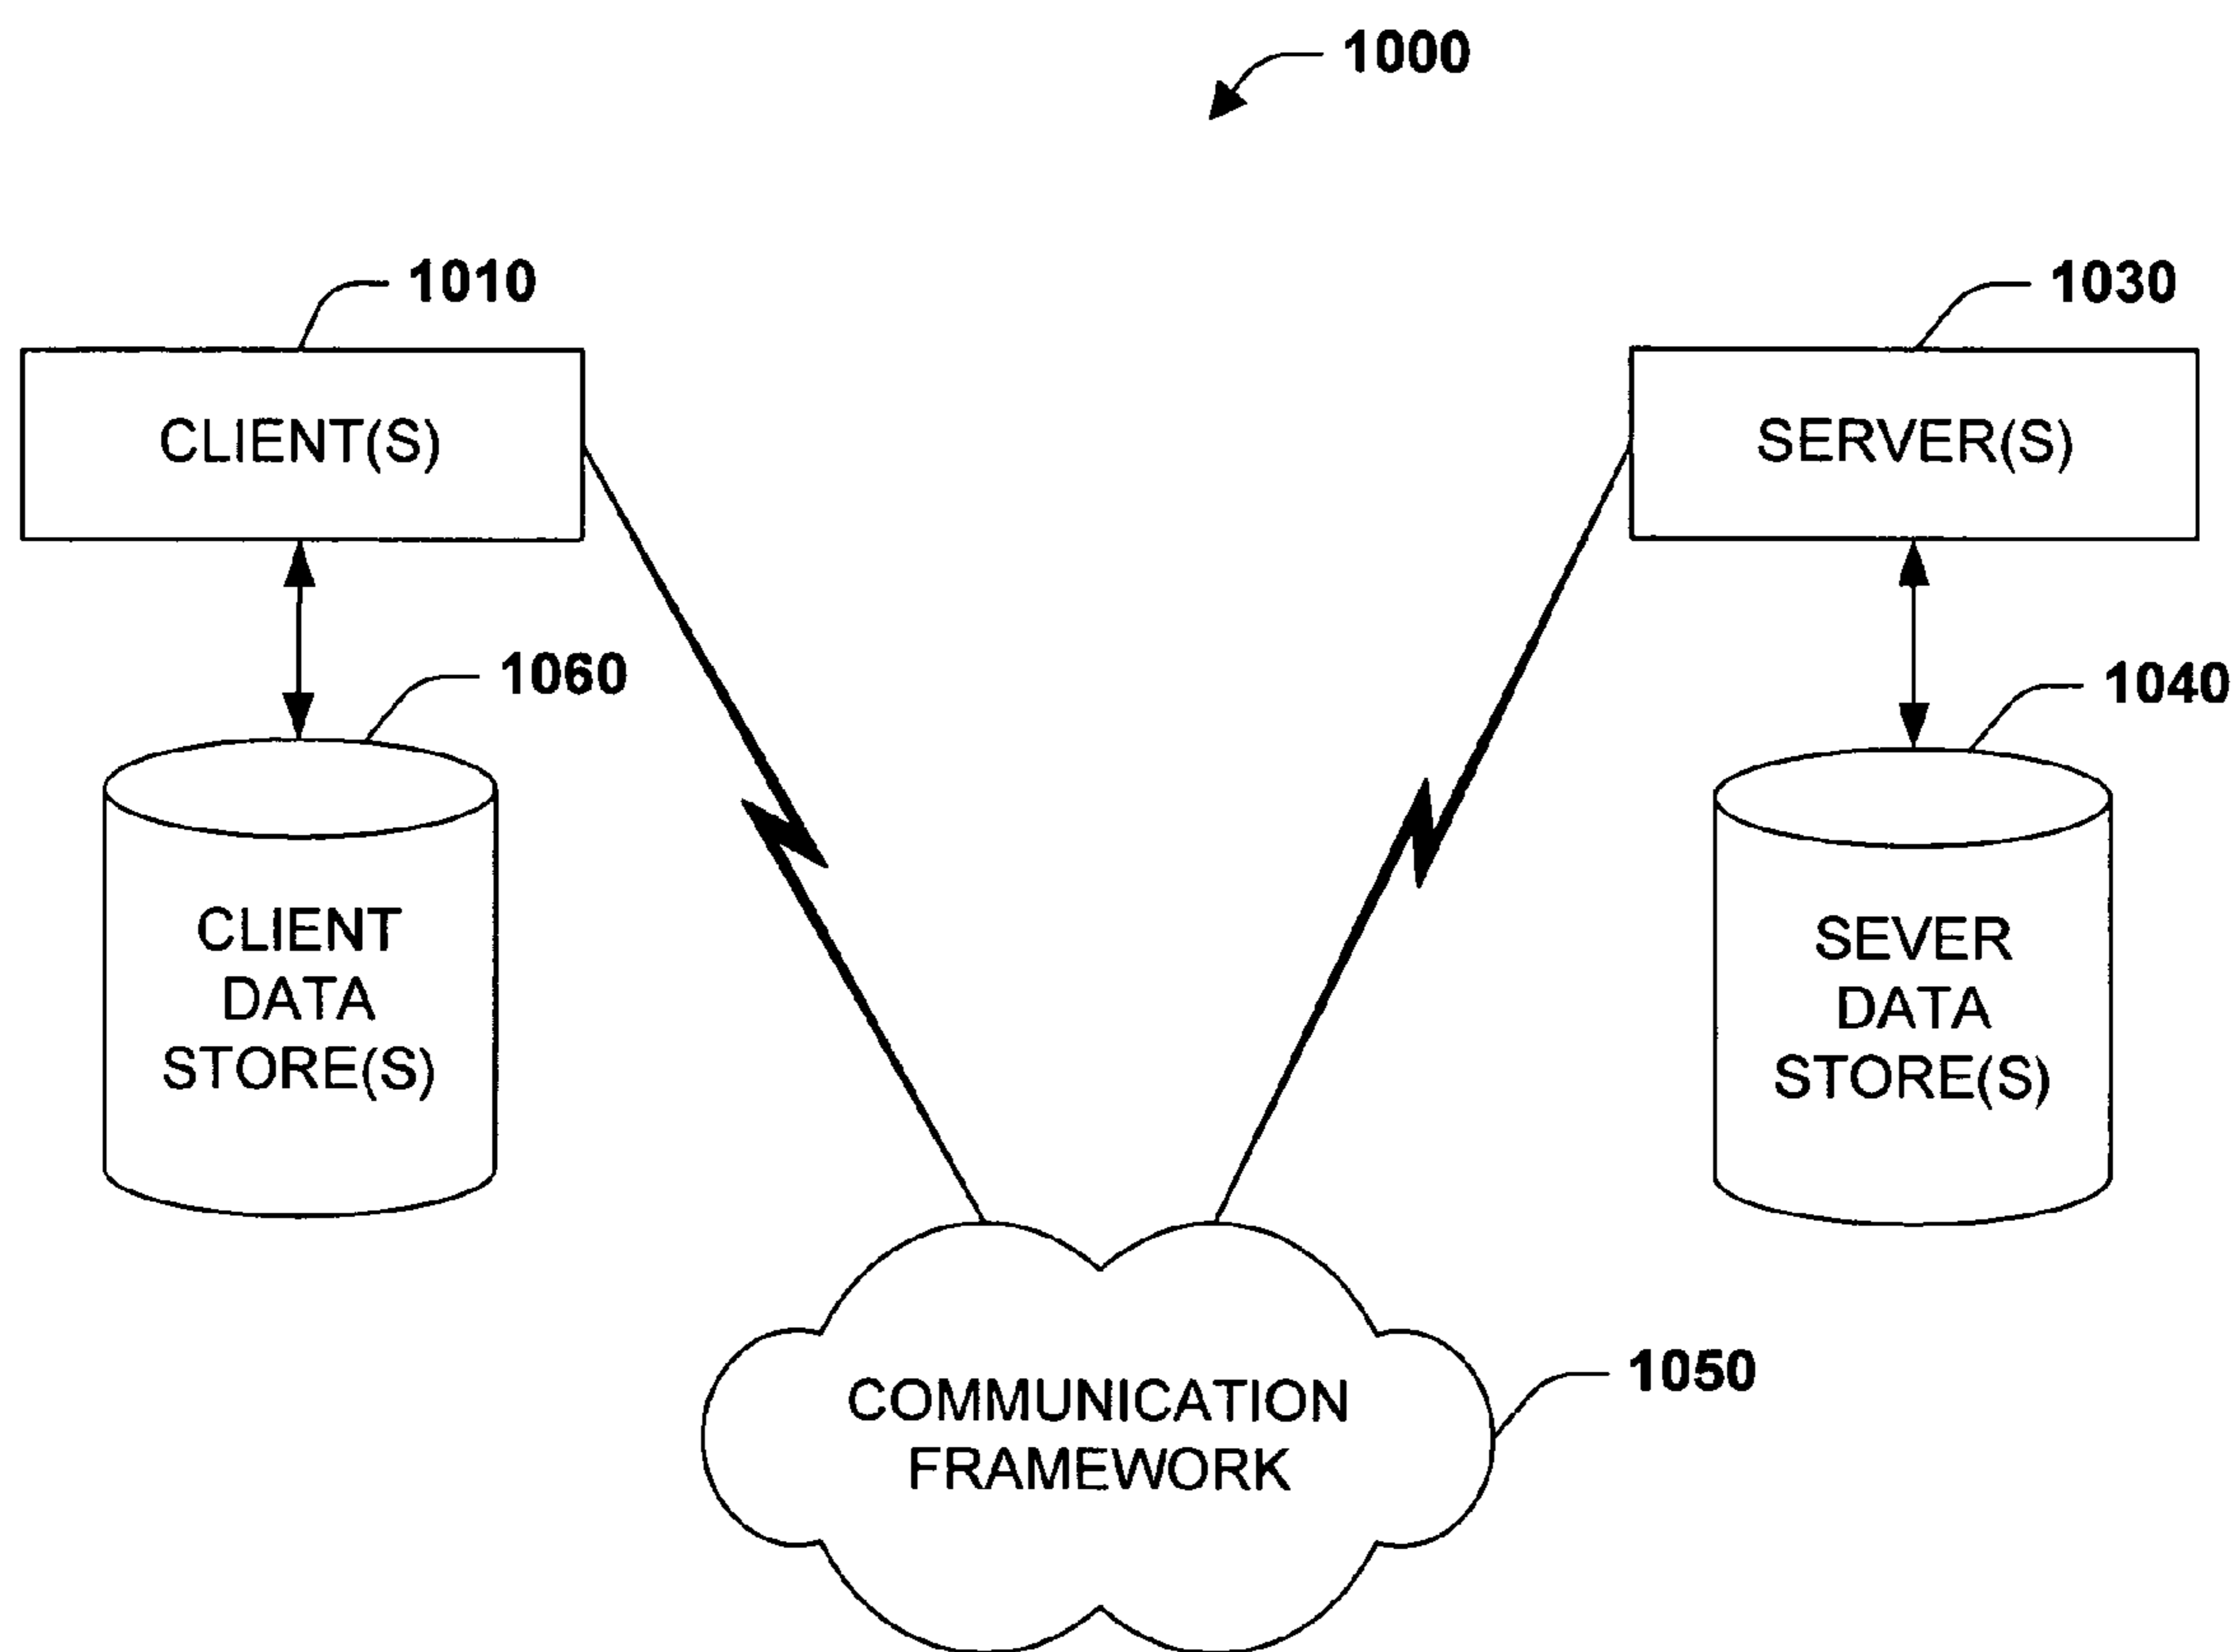 1000
1010
1030
CLIENT(S)
SERVER(S)
1060
1040
CLIENT
DATA
STORE(S)
SEVER
DATA
STORE(S)
COMMUNICATION
FRAMEWORK
1050